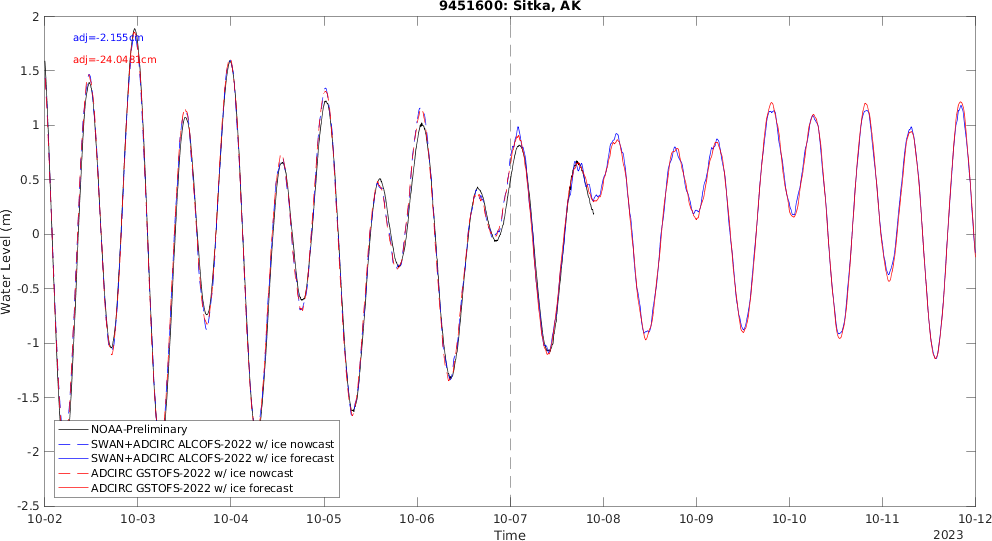 9451600: Sitka, AK
2
1.5
1
0.5
0
-0.5
-1
-1.5
-2
-2.5
Water Level (m)
adj=-2.155cm
adj=-24.0481cm
NOAA-Preliminary
SWAN+ADCIRC ALCOFS-2022 w/ ice nowcast
SWAN+ADCIRC ALCOFS-2022 w/ ice forecast
ADCIRC GSTOFS-2022 w/ ice nowcast
ADCIRC GSTOFS-2022 w/ ice forecast
10-02 10-03 10-04 10-05 10-06 10-07 10-08 10-09 10-10 10-11 10-12
Time
2023